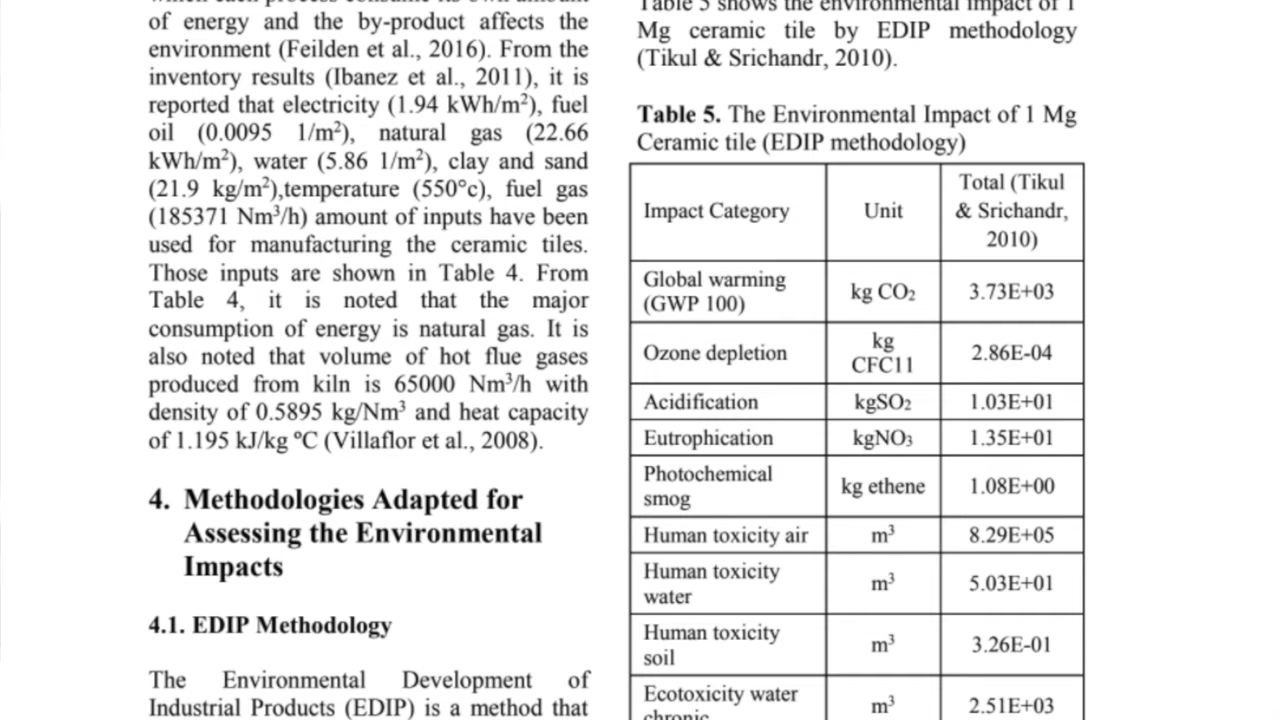 of energy and the by-product affects the
environment (Feilden et al., 2016). From the
inventory results (Ibanez et al., 2011), it is
reported that electricity (1.94 kWh/m²), fuel
oil (0.0095 1/m²), natural gas (22.66
kWh/m²), water (5.86 1/m²), clay and sand
(21.9 kg/m²),temperature (550°c), fuel gas
(185371 Nm³/h) amount of inputs have been
used for manufacturing the ceramic tiles.
Those inputs are shown in Table 4. From
Table 4, it is noted that the major
consumption of energy is natural gas. It is
also noted that volume of hot flue gases
produced from kiln is 65000 Nm³/h with
density of 0.5895 kg/Nm³ and heat capacity
of 1.195 kJ/kg ºC (Villaflor et al., 2008).
4. Methodologies Adapted for
Assessing the Environmental
Impacts
4.1. EDIP Methodology
The Environmental Development of
Industrial Products (EDIP) is a method that
Table 5 shows the environmental impact of 1
Mg ceramic tile by EDIP methodology
(Tikul & Srichandr, 2010).
Table 5. The Environmental Impact of 1 Mg
Ceramic tile (EDIP methodology)
Impact Category Unit Total (Tikul
& Srichandr,
2010)
Global warming
(GWP 100) kg CO₂ 3.73E+03
Ozone depletion kg
CFC11 2.86E-04
Acidification kgSO₂ 1.03E+01
Eutrophication kgNO₃ 1.35E+01
Photochemical
smog kg ethene 1.08E+00
Human toxicity air m³ 8.29E+05
Human toxicity
water m³ 5.03E+01
Human toxicity
soil m³ 3.26E-01
Ecotoxicity water
chronic m³ 2.51E+03